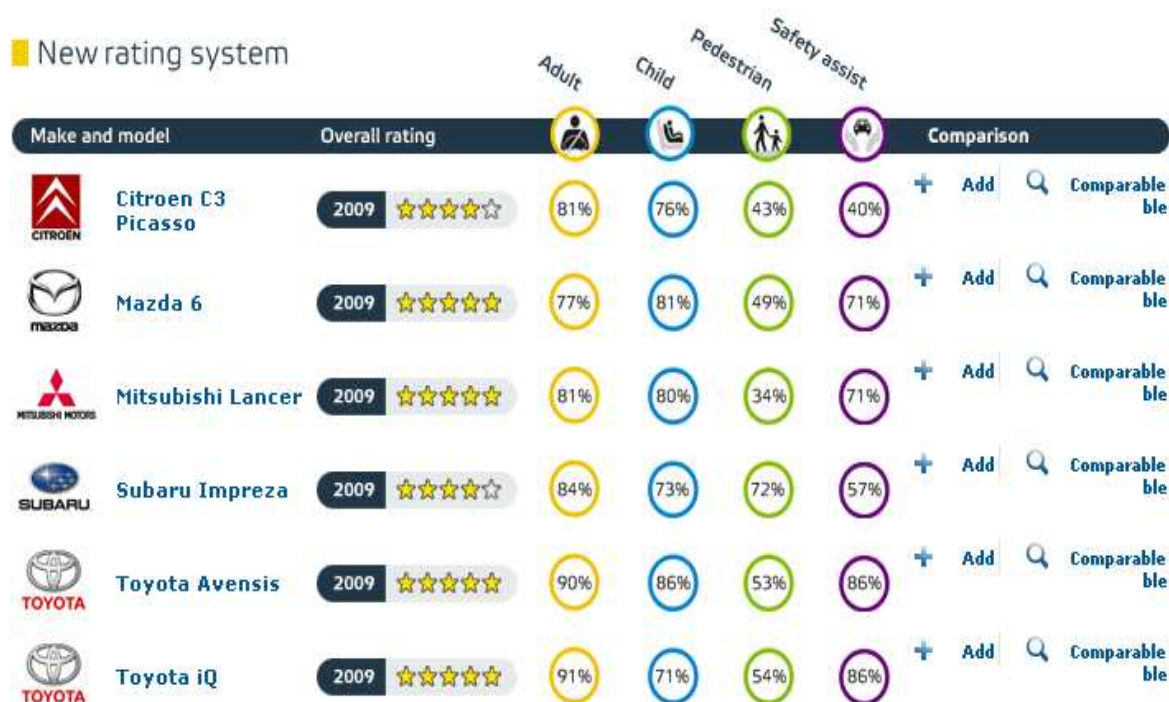 New rating system
Adult Child Pedestrian Safety assist
Make and model Overall rating Comparison
CITROËN Citroen C3 Picasso 2009 81% 76% 43% 40% Add Comparable ble
mazda Mazda 6 2009 77% 81% 49% 71% Add Comparable ble
MITSUBISHI MOTORS Mitsubishi Lancer 2009 81% 80% 34% 71% Add Comparable ble
SUBARU Subaru Impreza 2009 84% 73% 72% 57% Add Comparable ble
TOYOTA Toyota Avensis 2009 90% 86% 53% 86% Add Comparable ble
TOYOTA Toyota iQ 2009 91% 71% 54% 86% Add Comparable ble